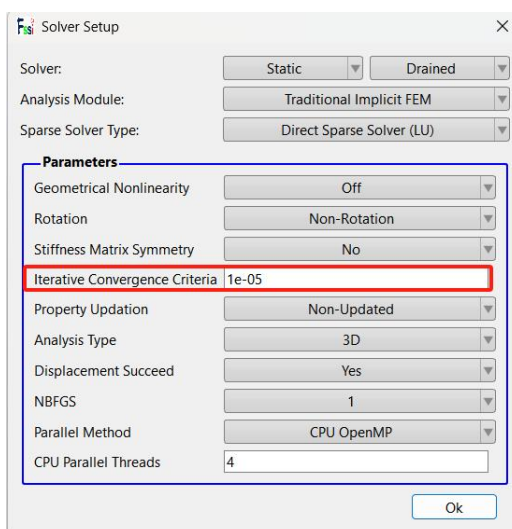 Fssi Solver Setup
Solver: Static Drained
Analysis Module: Traditional Implicit FEM
Sparse Solver Type: Direct Sparse Solver (LU)
Parameters
Geometrical Nonlinearity Off
Rotation Non-Rotation
Stiffness Matrix Symmetry No
Iterative Convergence Criteria 1e-05
Property Updation Non-Updated
Analysis Type 3D
Displacement Succeed Yes
NBFGS 1
Parallel Method CPU OpenMP
CPU Parallel Threads 4
Ok